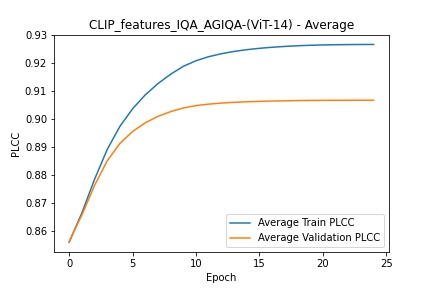 CLIP_features_IQA_AGIQA-(ViT-14) - Average
0.93
0.92
0.91
0.90
0.89
0.88
0.87
0.86
PLCC
Average Train PLCC
Average Validation PLCC
0 5 10 15 20 25
Epoch